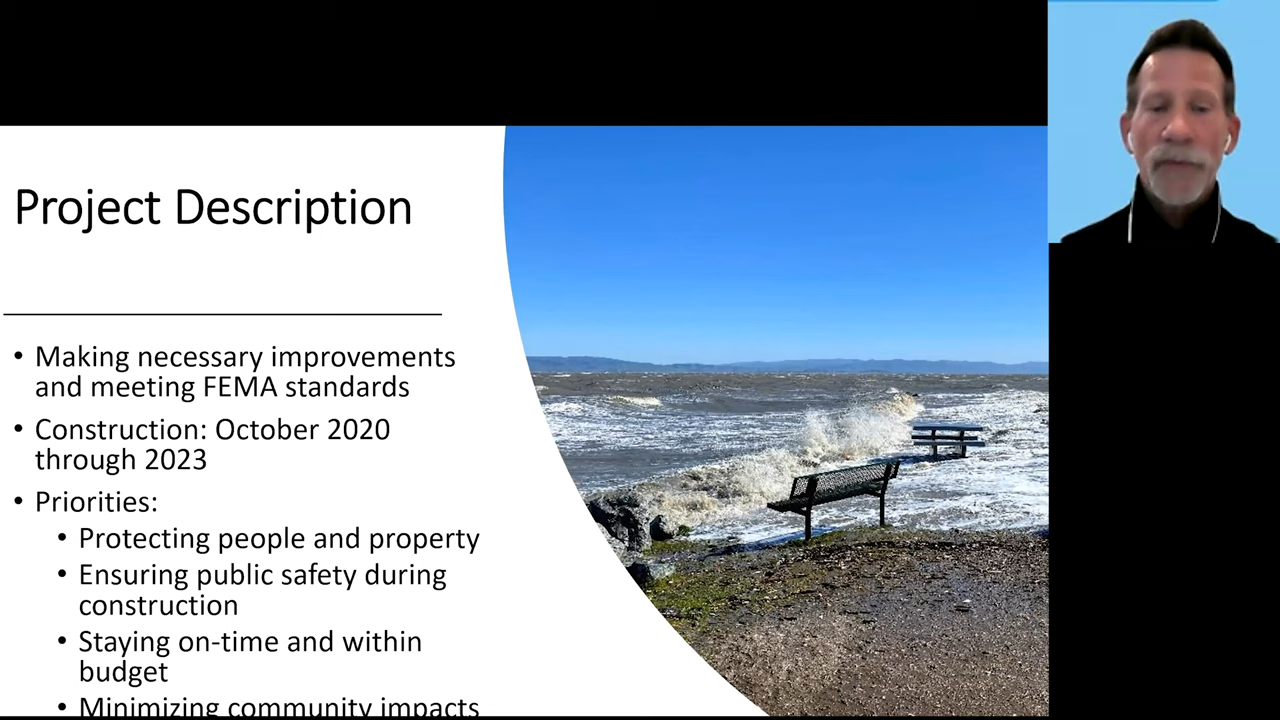 Project Description
• Making necessary improvements
and meeting FEMA standards
• Construction: October 2020
through 2023
• Priorities:
• Protecting people and property
• Ensuring public safety during
construction
• Staying on-time and within
budget
• Minimizing community impacts